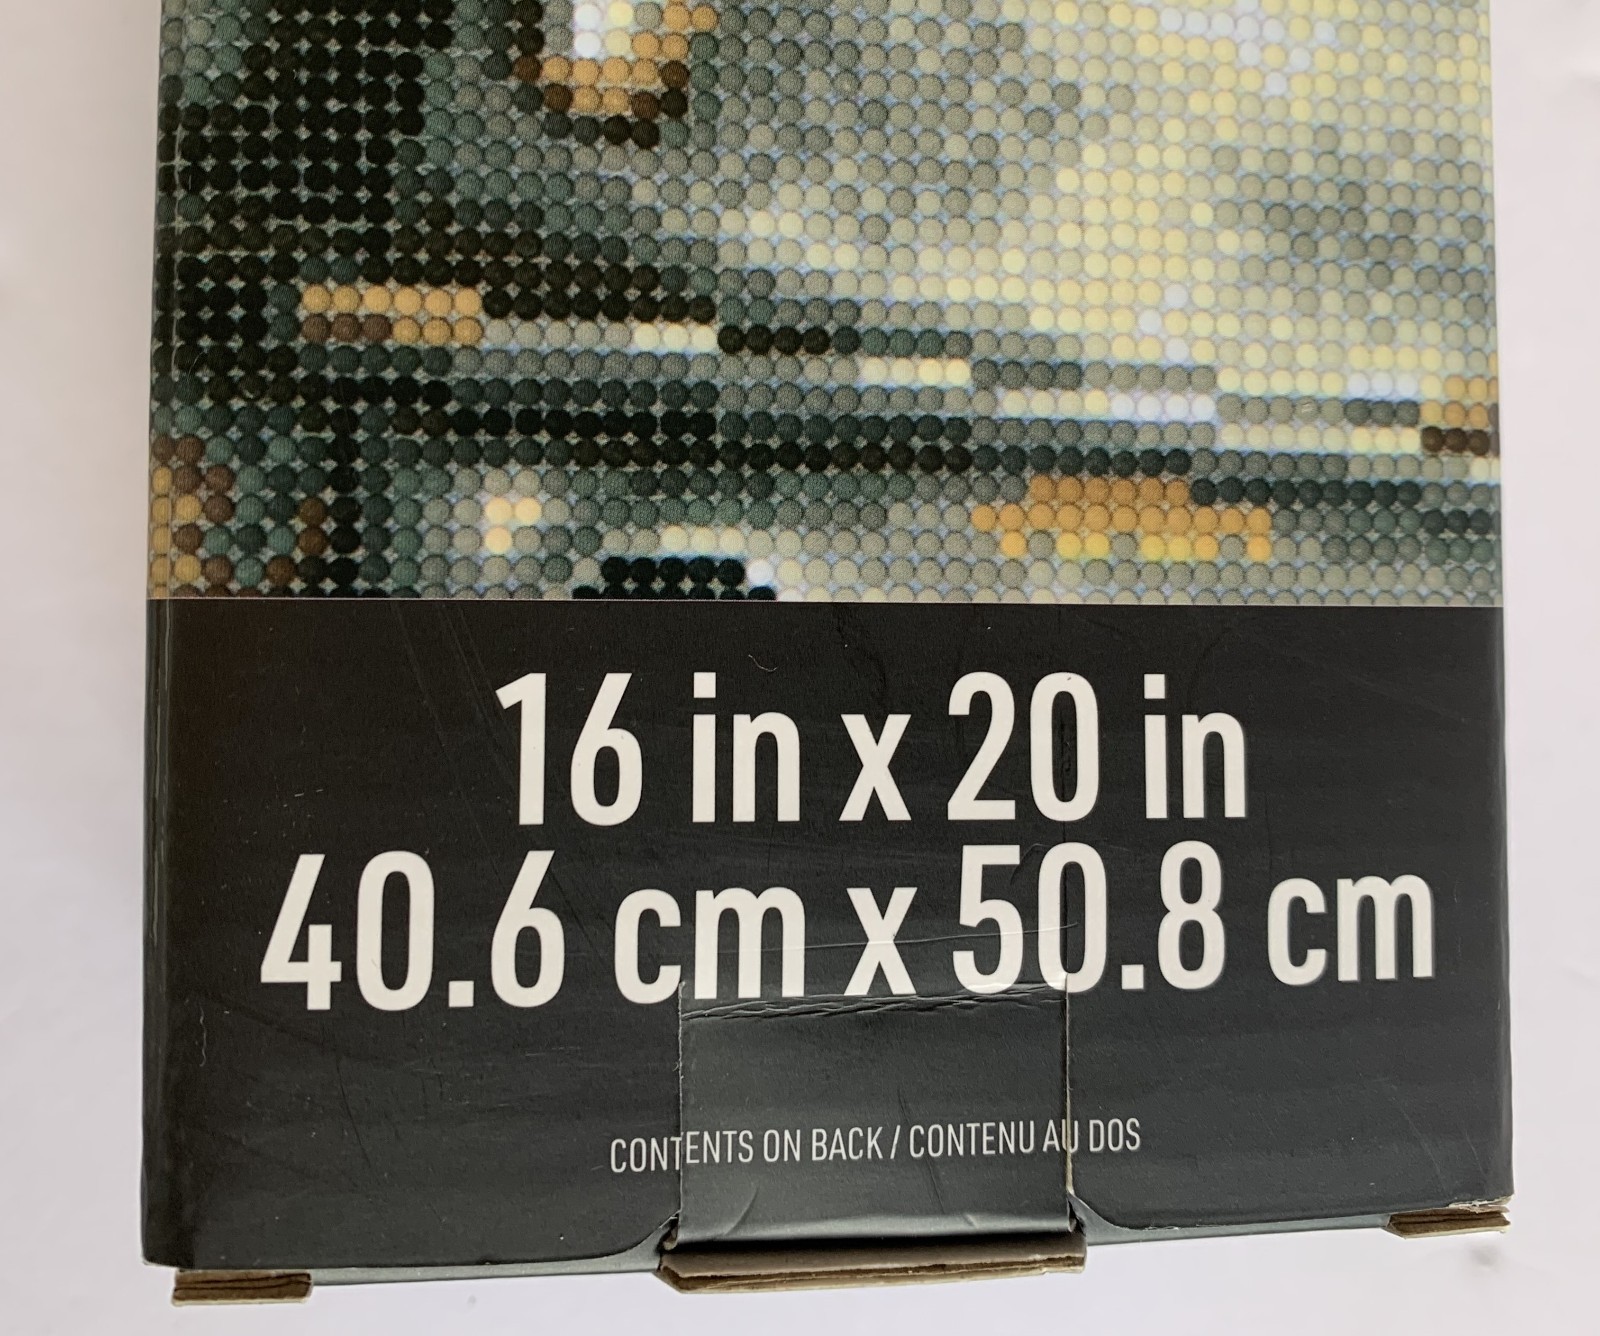 16 in x 20 in
40.6 cm x 50.8 cm
CONTENTS ON BACK / CONTENU AU DOS